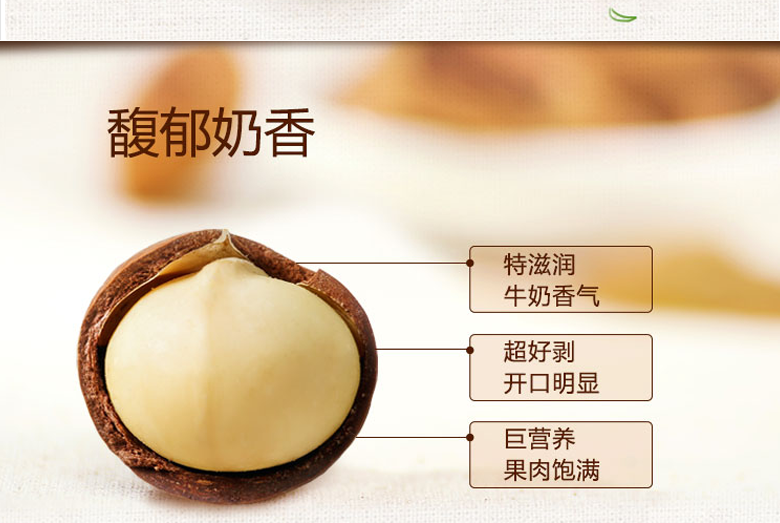 馥郁奶香
特滋润
牛奶香气
超好剥
开口明显
巨营养
果肉饱满